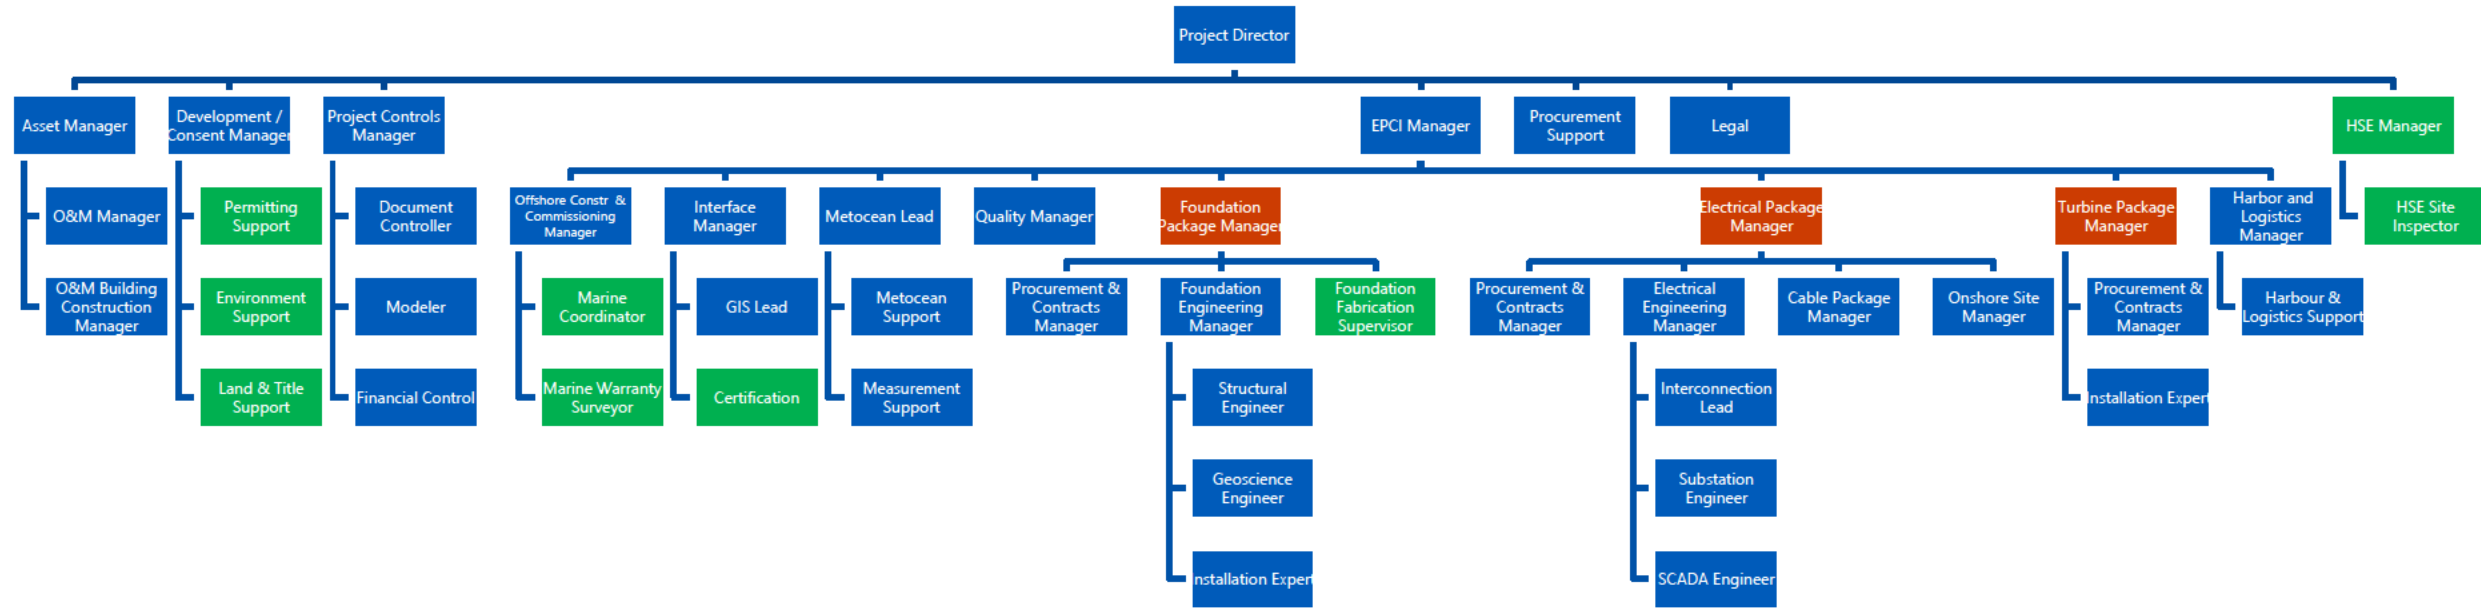 Project Director
Asset Manager
Development /
Consent Manager
Project Controls
Manager
EPCI Manager
Procurement
Support
Legal
HSE Manager
O&M Manager
Permitting
Support
Document
Controller
Offshore Constr &
Commissioning
Manager
Interface
Manager
Metocean Lead
Quality Manager
Foundation
Package Manager
Electrical Package
Manager
Turbine Package
Manager
Harbor and
Logistics
Manager
HSE Site
Inspector
O&M Building
Construction
Manager
Environment
Support
Modeler
Marine
Coordinator
GIS Lead
Metocean
Support
Procurement &
Contracts
Manager
Foundation
Engineering
Manager
Foundation
Fabrication
Supervisor
Procurement &
Contracts
Manager
Electrical
Engineering
Manager
Cable Package
Manager
Onshore Site
Manager
Procurement &
Contracts
Manager
Harbour &
Logistics Support
Land & Title
Support
Financial Control
Marine Warranty
Surveyor
Certification
Measurement
Support
Structural
Engineer
Interconnection
Lead
Installation Expert
Geoscience
Engineer
Substation
Engineer
Installation Expert
SCADA Engineer